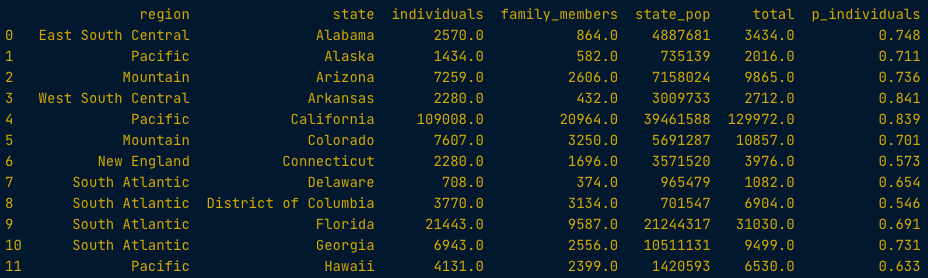 region state individuals family_members state_pop total p_individuals
0 East South Central Alabama 2570.0 864.0 4887681 3434.0 0.748
1 Pacific Alaska 1434.0 582.0 735139 2016.0 0.711
2 Mountain Arizona 7259.0 2606.0 7158024 9865.0 0.736
3 West South Central Arkansas 2280.0 432.0 3009733 2712.0 0.841
4 Pacific California 109008.0 20964.0 39461588 129972.0 0.839
5 Mountain Colorado 7607.0 3250.0 5691287 10857.0 0.701
6 New England Connecticut 2280.0 1696.0 3571520 3976.0 0.573
7 South Atlantic Delaware 708.0 374.0 965479 1082.0 0.654
8 South Atlantic District of Columbia 3770.0 3134.0 701547 6904.0 0.546
9 South Atlantic Florida 21443.0 9587.0 21244317 31030.0 0.691
10 South Atlantic Georgia 6943.0 2556.0 10511131 9499.0 0.731
11 Pacific Hawaii 4131.0 2399.0 1420593 6530.0 0.633